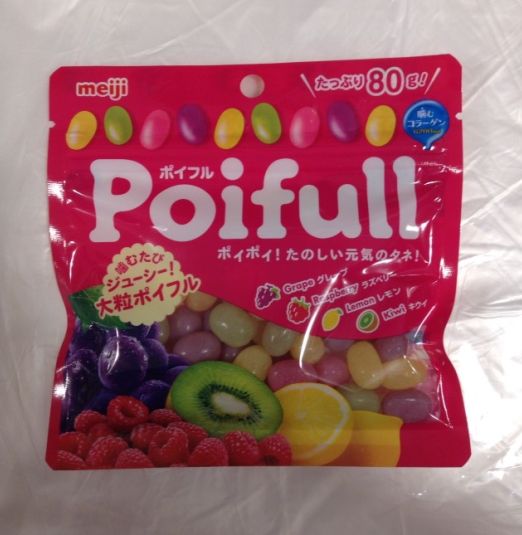 meiji
たっぷり80g!
噛む
コラーゲン
ポイフル
Poifull
ポイポイ!たのしい元気のタネ!
噛むたび
ジューシー!
大粒ポイフル
Grape グレープ
Raspberry ラズベリー
Lemon レモン
Kiwi キウイ